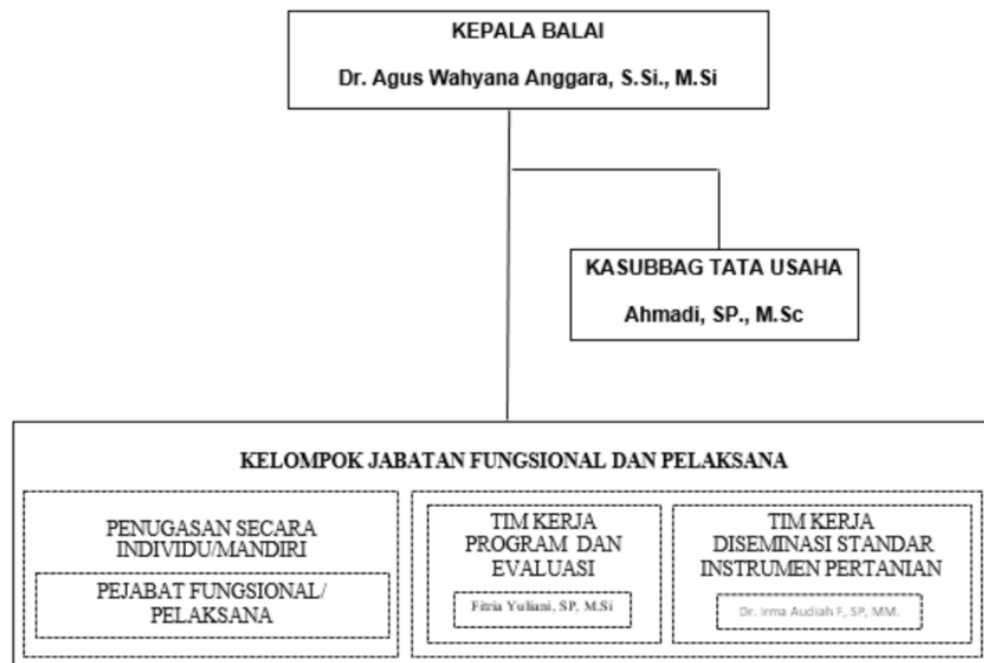 KEPALA BALAI
Dr. Agus Wahyana Anggara, S.Si., M.Si
KASUBBAG TATA USAHA
Ahmadi, SP., M.Sc
KELOMPOK JABATAN FUNGSIONAL DAN PELAKSANA
PENUGASAN SECARA
INDIVIDU/MANDIRI
PEJABAT FUNGSIONAL/
PELAKSANA
TIM KERJA
PROGRAM DAN
EVALUASI
Fitria Yuliani, SP, M.Si
TIM KERJA
DISEMINASI STANDAR
INSTRUMEN PERTANIAN
Dr. Irma Audiah F, SP, MM.